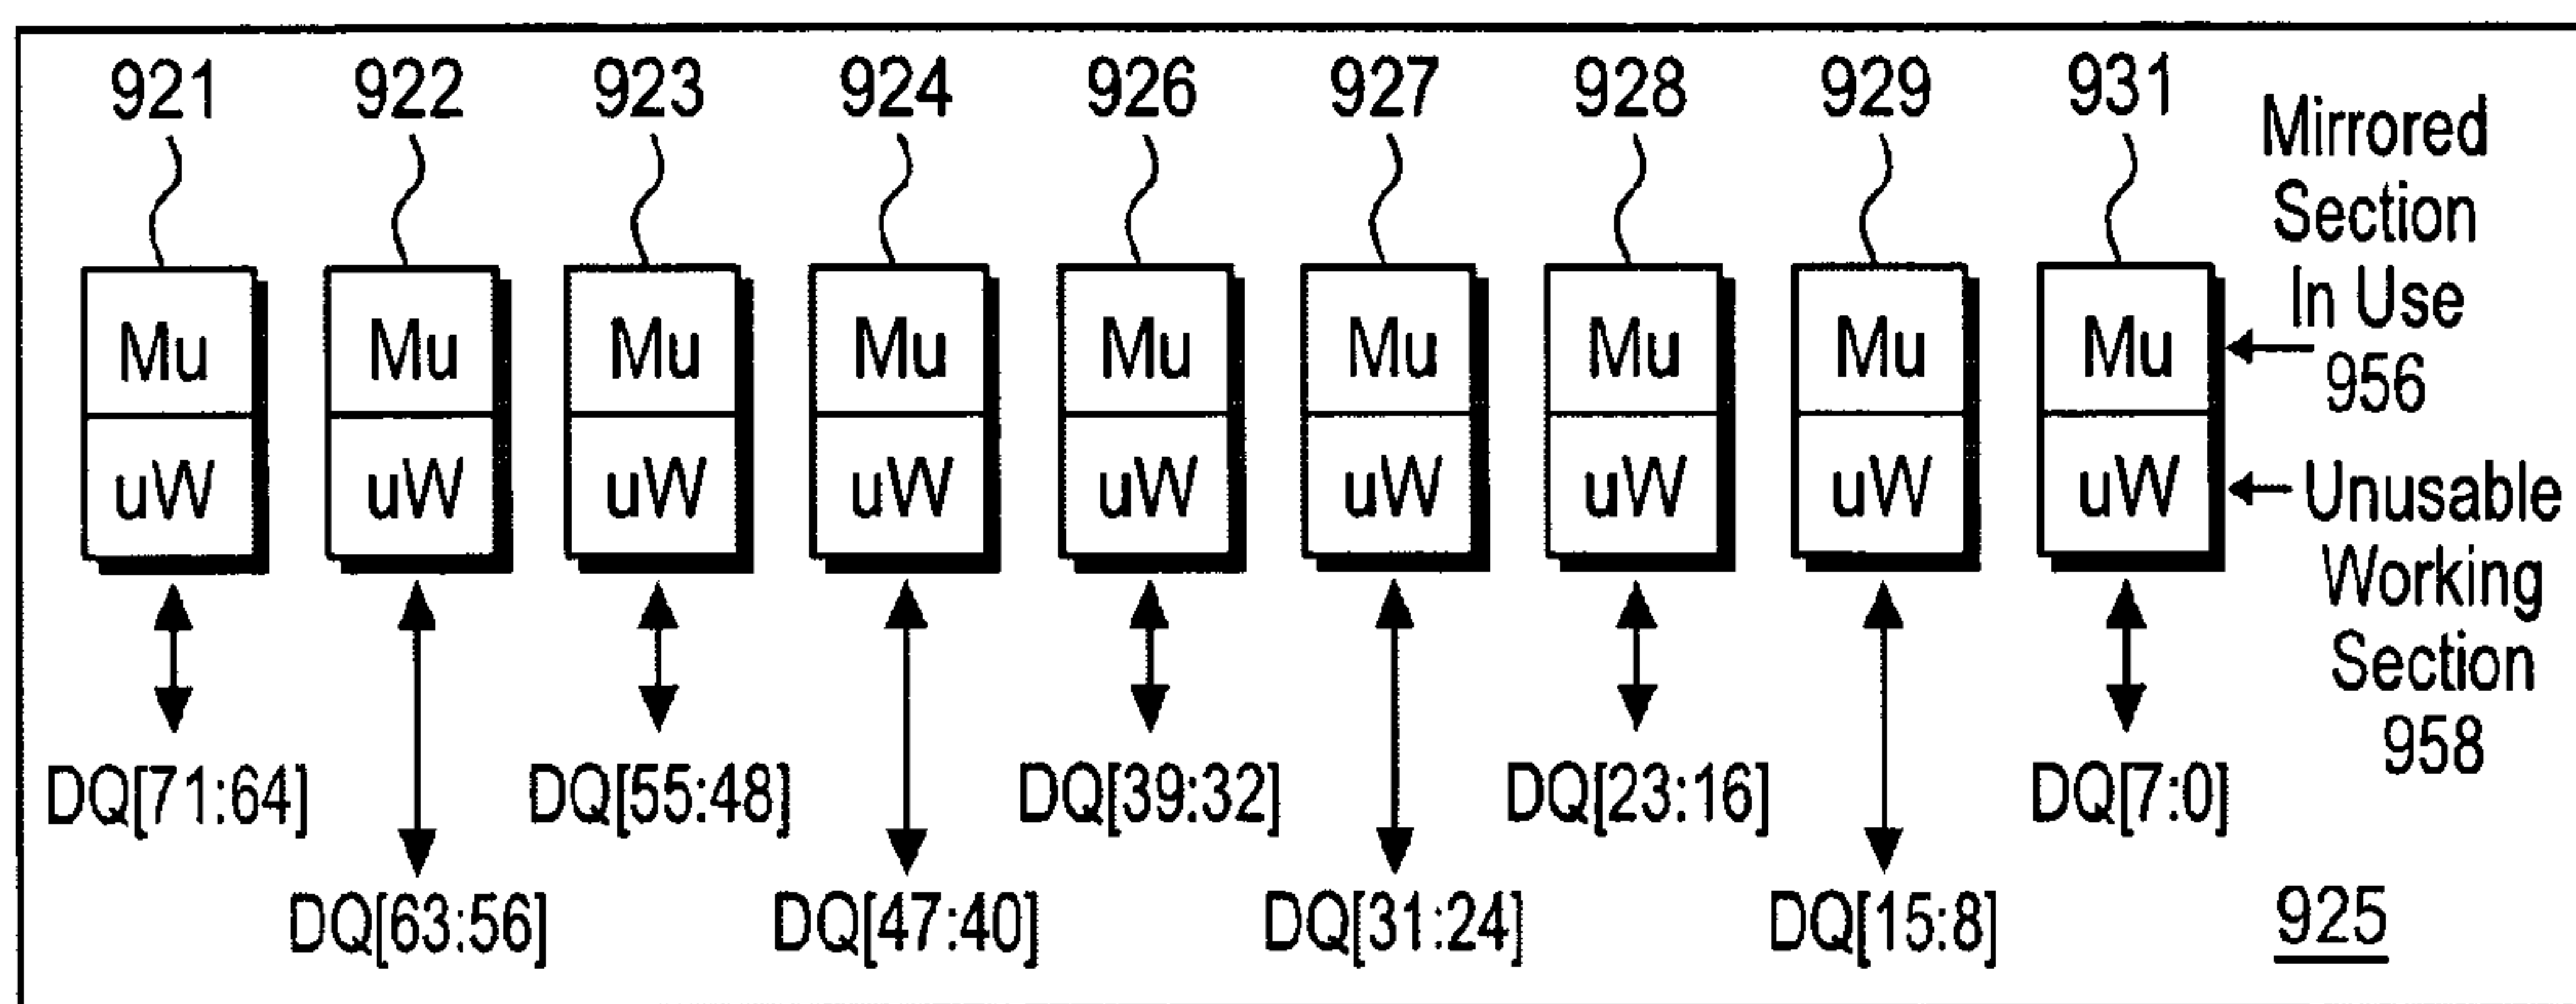 921 922 923 924 926 927 928 929 931
Mirrored
Section
In Use
956
Mu Mu Mu Mu Mu Mu Mu Mu Mu
uW uW uW uW uW uW uW uW uW
Unusable
Working
Section
958
DQ[71:64] DQ[55:48] DQ[39:32] DQ[23:16] DQ[7:0]
DQ[63:56] DQ[47:40] DQ[31:24] DQ[15:8]
925